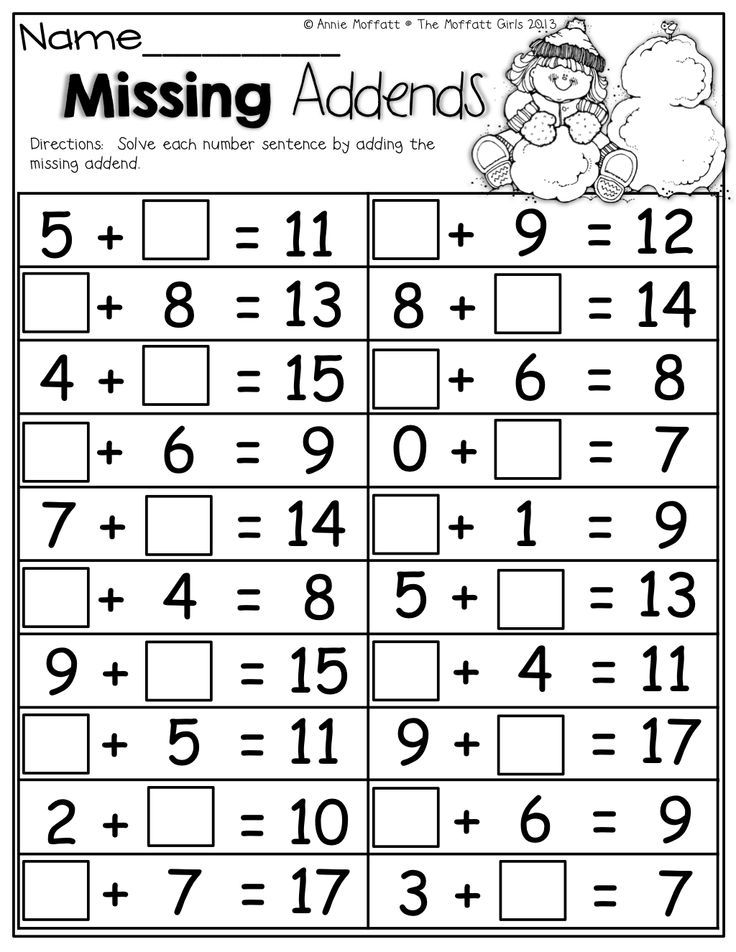 © Annie Moffatt @ The Moffatt Girls 2013
Name__________
Missing Addends
Directions: Solve each number sentence by adding the
missing addend.
5 + □ = 11
□ + 9 = 12
□ + 8 = 13
8 + □ = 14
4 + □ = 15
□ + 6 = 8
□ + 6 = 9
0 + □ = 7
7 + □ = 14
□ + 1 = 9
□ + 4 = 8
5 + □ = 13
9 + □ = 15
□ + 4 = 11
□ + 5 = 11
9 + □ = 17
2 + □ = 10
□ + 6 = 9
□ + 7 = 17
3 + □ = 7